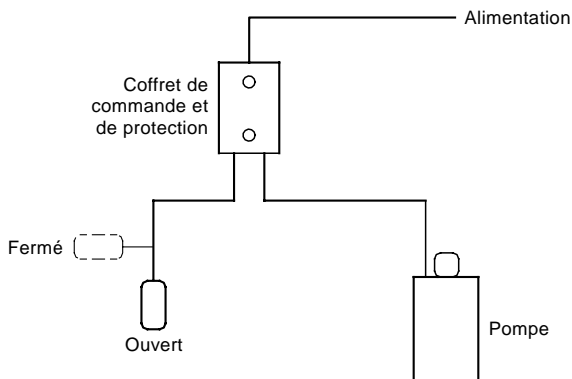 Alimentation
Coffret de
commande et
de protection
Fermé
Ouvert
Pompe